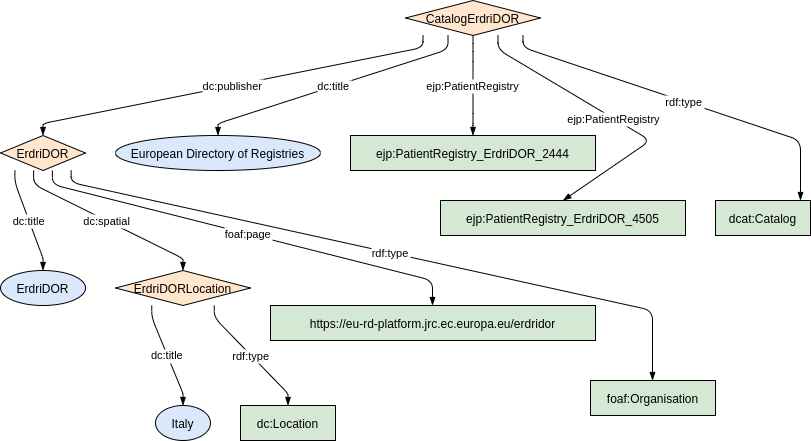 CatalogErdriDOR
dc:publisher
dc:title
ejp:PatientRegistry
rdf:type
ejp:PatientRegistry
ErdriDOR
European Directory of Registries
ejp:PatientRegistry_ErdriDOR_2444
ejp:PatientRegistry_ErdriDOR_4505
dcat:Catalog
dc:title
dc:spatial
foaf:page
rdf:type
ErdriDOR
ErdriDORLocation
https://eu-rd-platform.jrc.ec.europa.eu/erdridor
dc:title
rdf:type
foaf:Organisation
Italy
dc:Location